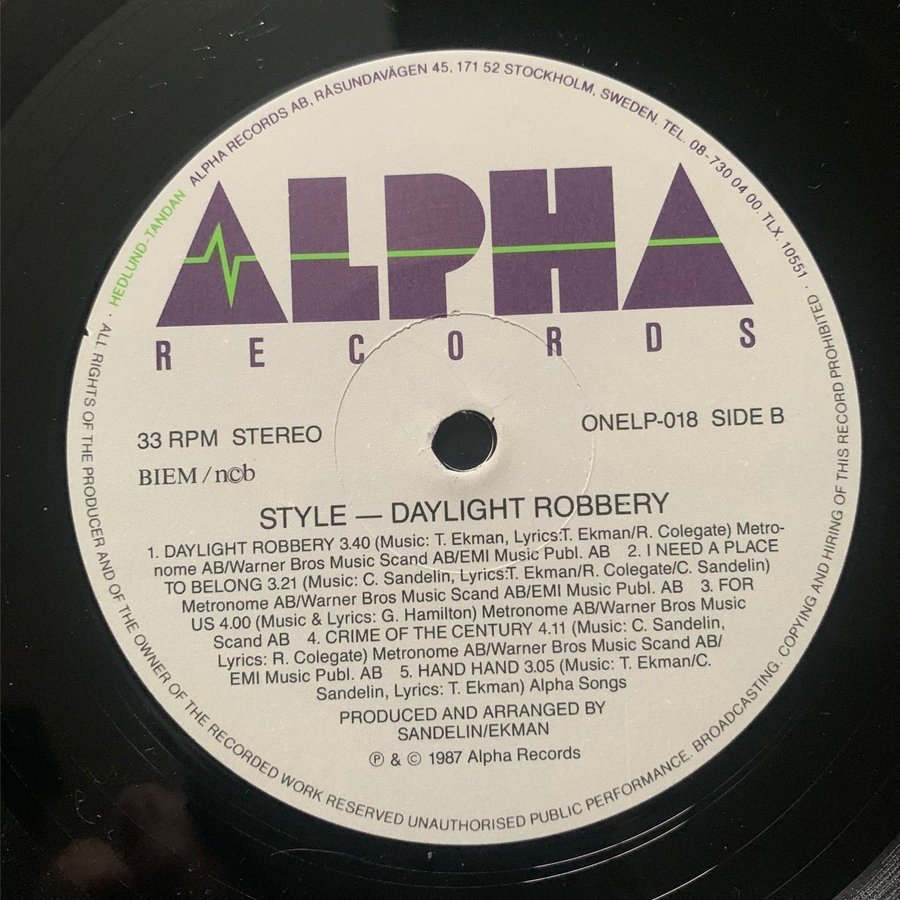 HEDLUND-TANDAN ALPHA RECORDS AB, RÅSUNDAVÄGEN 45, 171 52 STOCKHOLM, SWEDEN. TEL. 08-730 04 00. TLX. 10551 ·
ALPHA
RECORDS
33 RPM STEREO
ONELP-018 SIDE B
BIEM / n©b
STYLE — DAYLIGHT ROBBERY
1. DAYLIGHT ROBBERY 3.40 (Music: T. Ekman, Lyrics:T. Ekman/R. Colegate) Metro-
nome AB/Warner Bros Music Scand AB/EMI Music Publ. AB 2. I NEED A PLACE
TO BELONG 3.21 (Music: C. Sandelin, Lyrics:T. Ekman/R. Colegate/C. Sandelin)
Metronome AB/Warner Bros Music Scand AB/EMI Music Publ. AB 3. FOR
US 4.00 (Music & Lyrics: G. Hamilton) Metronome AB/Warner Bros Music
Scand AB 4. CRIME OF THE CENTURY 4.11 (Music: C. Sandelin,
Lyrics: R. Colegate) Metronome AB/Warner Bros Music Scand AB/
EMI Music Publ. AB 5. HAND HAND 3.05 (Music: T. Ekman/C.
Sandelin, Lyrics: T. Ekman) Alpha Songs
PRODUCED AND ARRANGED BY
SANDELIN/EKMAN
℗ & © 1987 Alpha Records
· ALL RIGHTS OF THE PRODUCER AND OF THE OWNER OF THE RECORDED WORK RESERVED UNAUTHORISED PUBLIC PERFORMANCE. BROADCASTING. COPYING AND HIRING OF THIS RECORD PROHIBITED